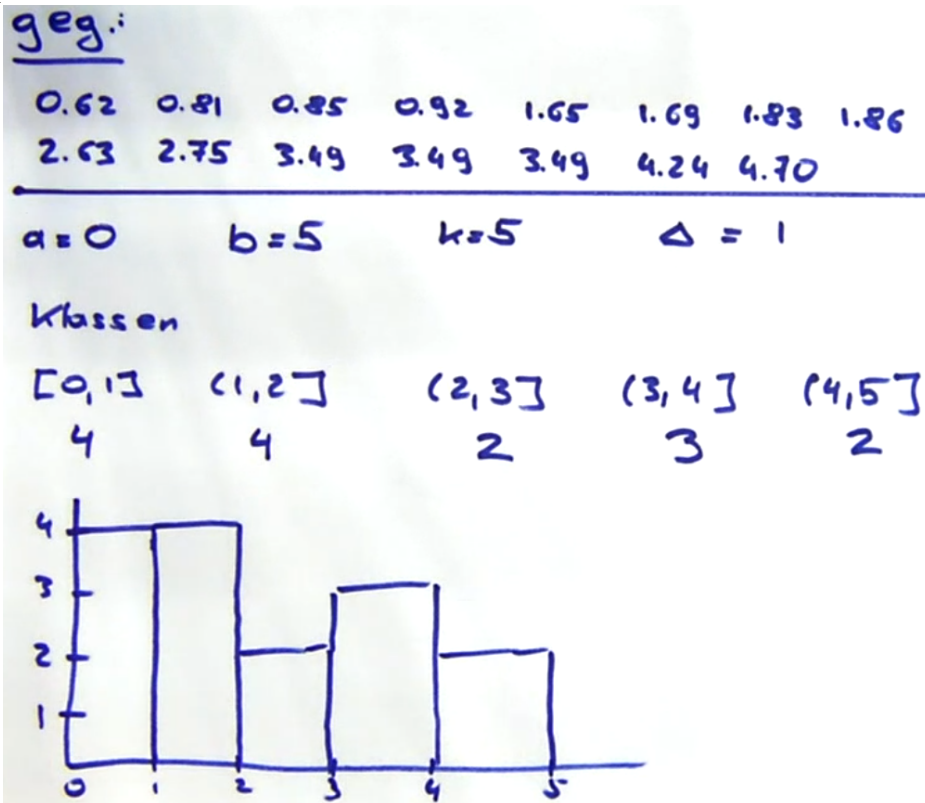 geg.:
0.62 0.81 0.85 0.92 1.65 1.69 1.83 1.86
2.63 2.75 3.49 3.49 3.49 4.24 4.70
a=0 b=5 k=5 Δ = 1
Klassen
[0,1] (1,2] (2,3] (3,4] (4,5]
4 4 2 3 2
4
3
2
1
0 1 2 3 4 5